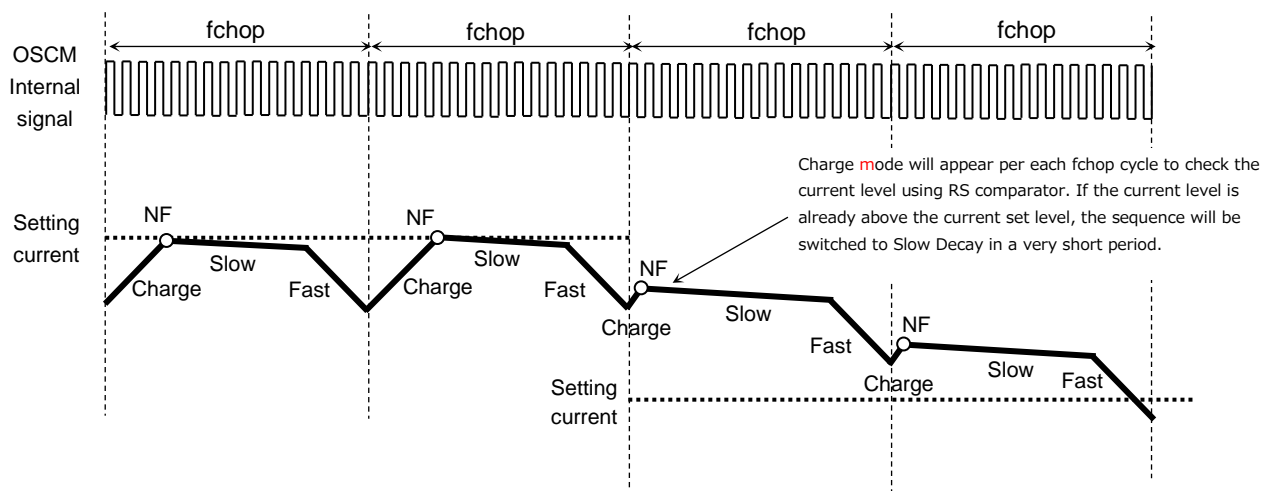 fchop
fchop
fchop
fchop
OSCM
Internal
signal
Charge mode will appear per each fchop cycle to check the
current level using RS comparator. If the current level is
already above the current set level, the sequence will be
switched to Slow Decay in a very short period.
Setting
current
NF
Slow
Charge
Fast
NF
Slow
Charge
Fast
NF
Charge
Slow
Fast
NF
Charge
Slow
Fast
Setting
current